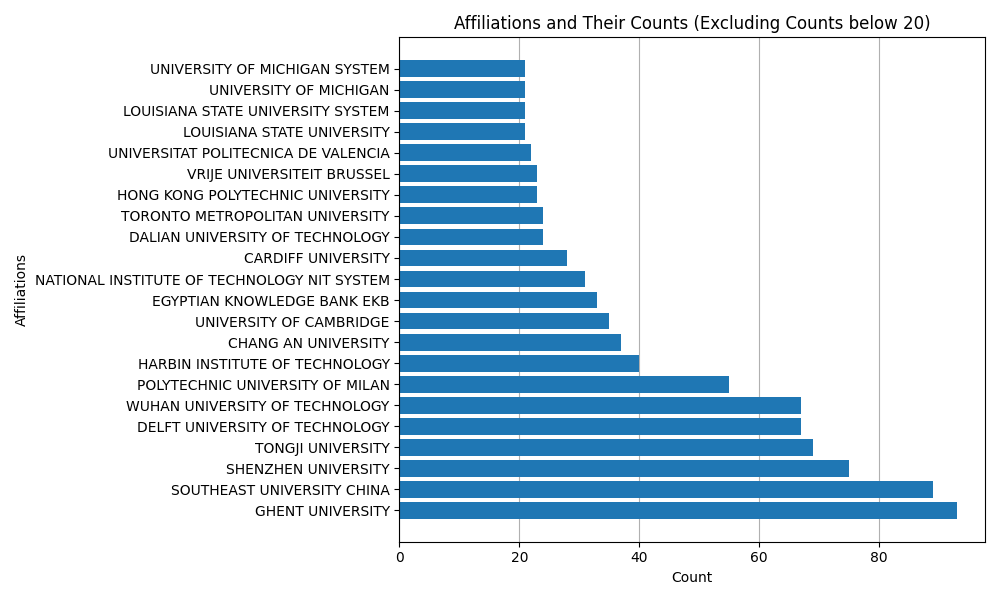 Affiliations and Their Counts (Excluding Counts below 20)
UNIVERSITY OF MICHIGAN SYSTEM
UNIVERSITY OF MICHIGAN
LOUISIANA STATE UNIVERSITY SYSTEM
LOUISIANA STATE UNIVERSITY
UNIVERSITAT POLITECNICA DE VALENCIA
VRIJE UNIVERSITEIT BRUSSEL
HONG KONG POLYTECHNIC UNIVERSITY
TORONTO METROPOLITAN UNIVERSITY
DALIAN UNIVERSITY OF TECHNOLOGY
CARDIFF UNIVERSITY
NATIONAL INSTITUTE OF TECHNOLOGY NIT SYSTEM
EGYPTIAN KNOWLEDGE BANK EKB
UNIVERSITY OF CAMBRIDGE
CHANG AN UNIVERSITY
HARBIN INSTITUTE OF TECHNOLOGY
POLYTECHNIC UNIVERSITY OF MILAN
WUHAN UNIVERSITY OF TECHNOLOGY
DELFT UNIVERSITY OF TECHNOLOGY
TONGJI UNIVERSITY
SHENZHEN UNIVERSITY
SOUTHEAST UNIVERSITY CHINA
GHENT UNIVERSITY
Affiliations
0 20 40 60 80
Count